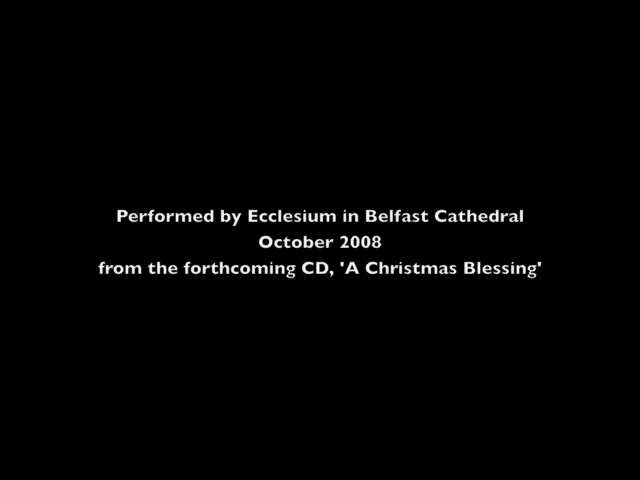 Performed by Ecclesium in Belfast Cathedral
October 2008
from the forthcoming CD, 'A Christmas Blessing'